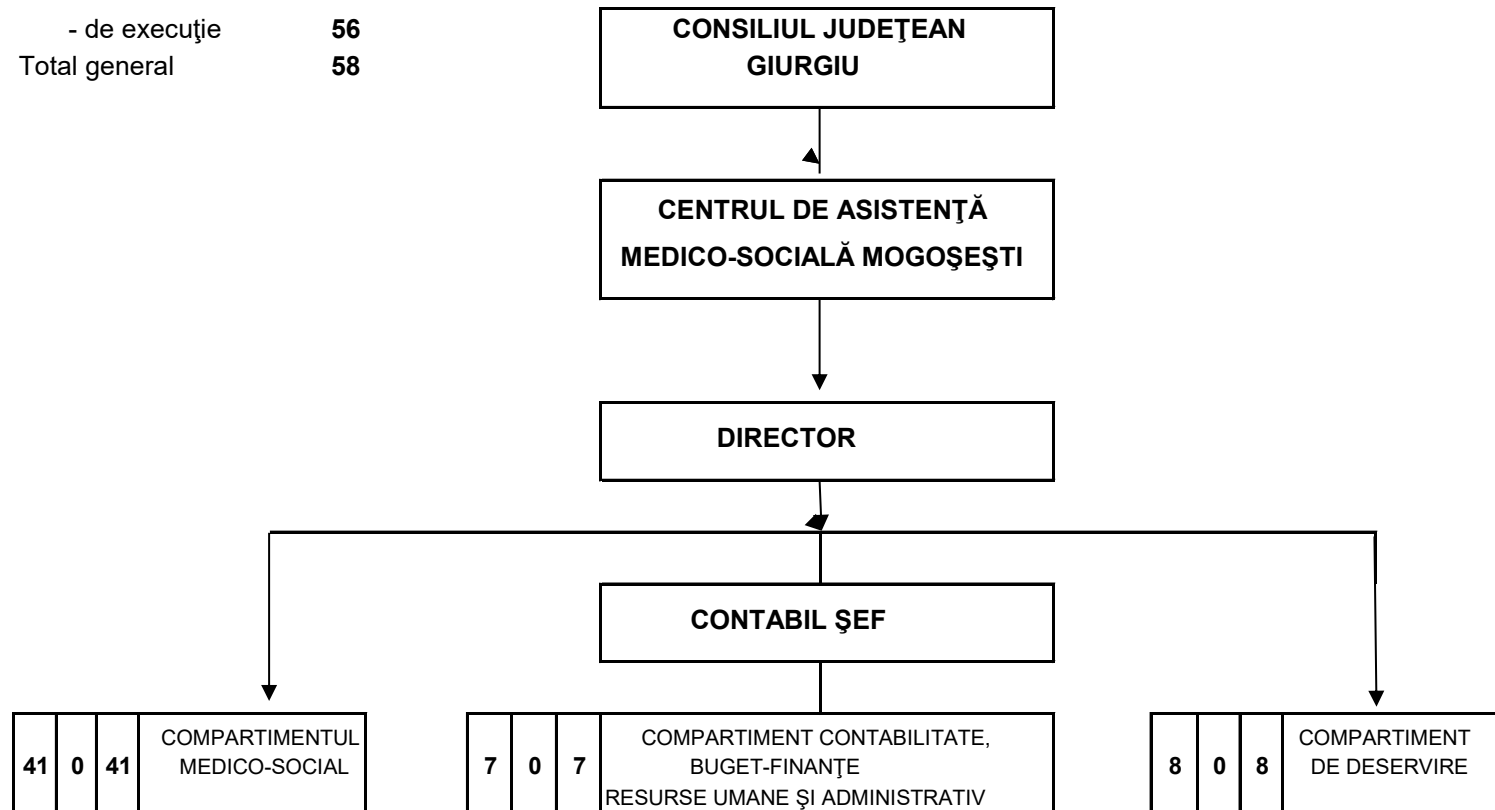 - de execuţie 56
Total general 58
CONSILIUL JUDEŢEAN
GIURGIU
CENTRUL DE ASISTENŢĂ
MEDICO-SOCIALĂ MOGOŞEŞTI
DIRECTOR
CONTABIL ŞEF
41 0 41 COMPARTIMENTUL
MEDICO-SOCIAL
7 0 7 COMPARTIMENT CONTABILITATE,
BUGET-FINANŢE
RESURSE UMANE ŞI ADMINISTRATIV
8 0 8 COMPARTIMENT
DE DESERVIRE